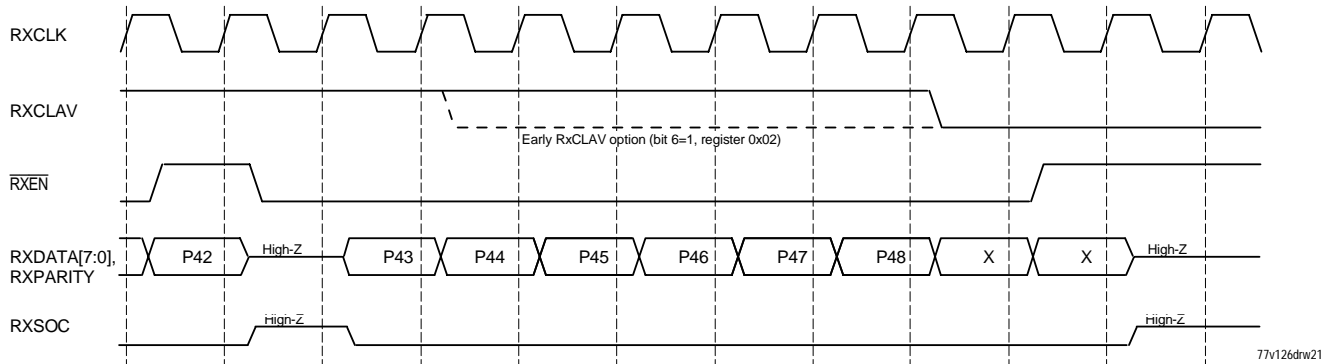 RXCLK
RXCLAV
Early RxCLAV option (bit 6=1, register 0x02)
RXEN
RXDATA[7:0],
RXPARITY
P42
High-Z
P43
P44
P45
P46
P47
P48
X
X
High-Z
RXSOC
High-Z
High-Z
77v126drw21